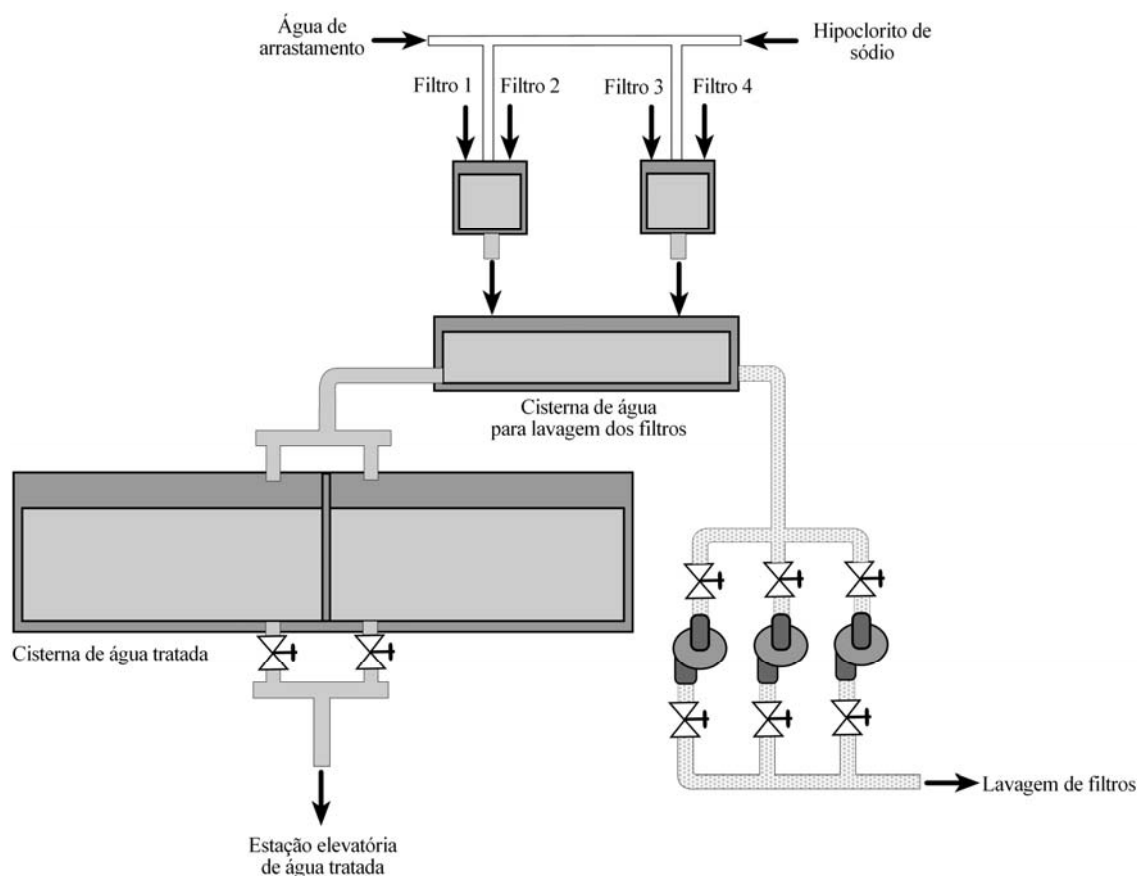 Água de
arrastamento
Hipoclorito de
sódio
Filtro 1
Filtro 2
Filtro 3
Filtro 4
Cisterna de água
para lavagem dos filtros
Cisterna de água tratada
Lavagem de filtros
Estação elevatória
de água tratada